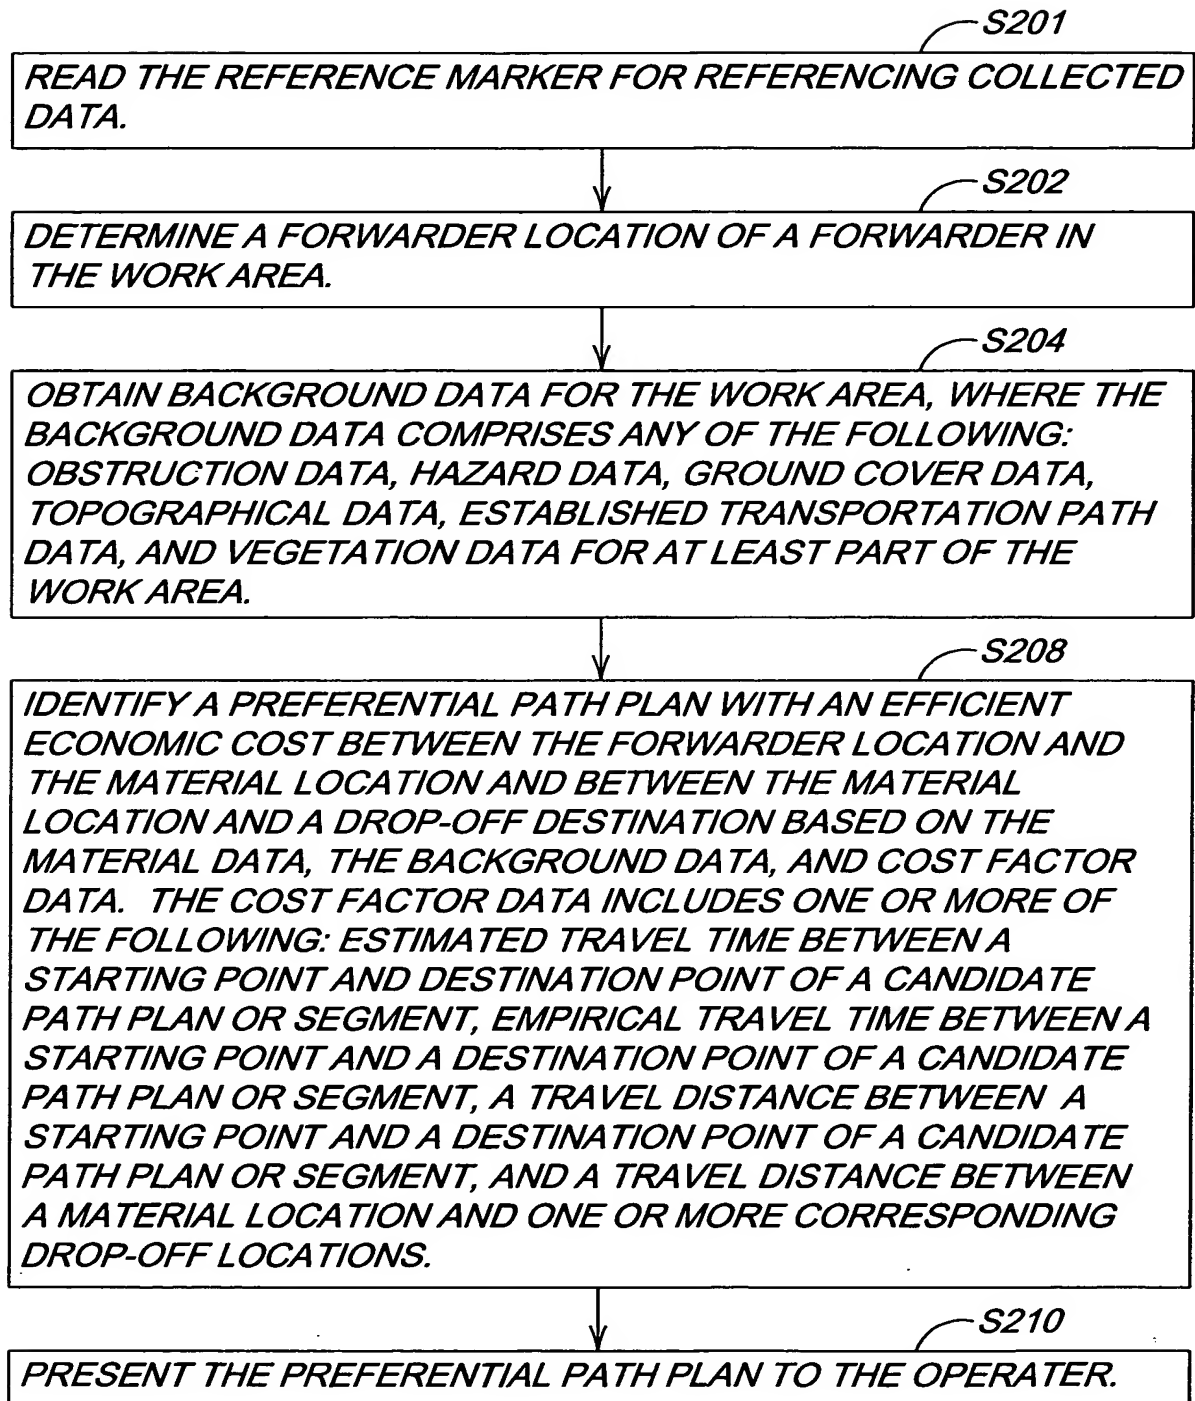 S201
READ THE REFERENCE MARKER FOR REFERENCING COLLECTED
DATA.
S202
DETERMINE A FORWARDER LOCATION OF A FORWARDER IN
THE WORK AREA.
S204
OBTAIN BACKGROUND DATA FOR THE WORK AREA, WHERE THE
BACKGROUND DATA COMPRISES ANY OF THE FOLLOWING:
OBSTRUCTION DATA, HAZARD DATA, GROUND COVER DATA,
TOPOGRAPHICAL DATA, ESTABLISHED TRANSPORTATION PATH
DATA, AND VEGETATION DATA FOR AT LEAST PART OF THE
WORK AREA.
S208
IDENTIFY A PREFERENTIAL PATH PLAN WITH AN EFFICIENT
ECONOMIC COST BETWEEN THE FORWARDER LOCATION AND
THE MATERIAL LOCATION AND BETWEEN THE MATERIAL
LOCATION AND A DROP-OFF DESTINATION BASED ON THE
MATERIAL DATA, THE BACKGROUND DATA, AND COST FACTOR
DATA. THE COST FACTOR DATA INCLUDES ONE OR MORE OF
THE FOLLOWING: ESTIMATED TRAVEL TIME BETWEEN A
STARTING POINT AND DESTINATION POINT OF A CANDIDATE
PATH PLAN OR SEGMENT, EMPIRICAL TRAVEL TIME BETWEEN A
STARTING POINT AND A DESTINATION POINT OF A CANDIDATE
PATH PLAN OR SEGMENT, A TRAVEL DISTANCE BETWEEN A
STARTING POINT AND A DESTINATION POINT OF A CANDIDATE
PATH PLAN OR SEGMENT, AND A TRAVEL DISTANCE BETWEEN
A MATERIAL LOCATION AND ONE OR MORE CORRESPONDING
DROP-OFF LOCATIONS.
S210
PRESENT THE PREFERENTIAL PATH PLAN TO THE OPERATER.